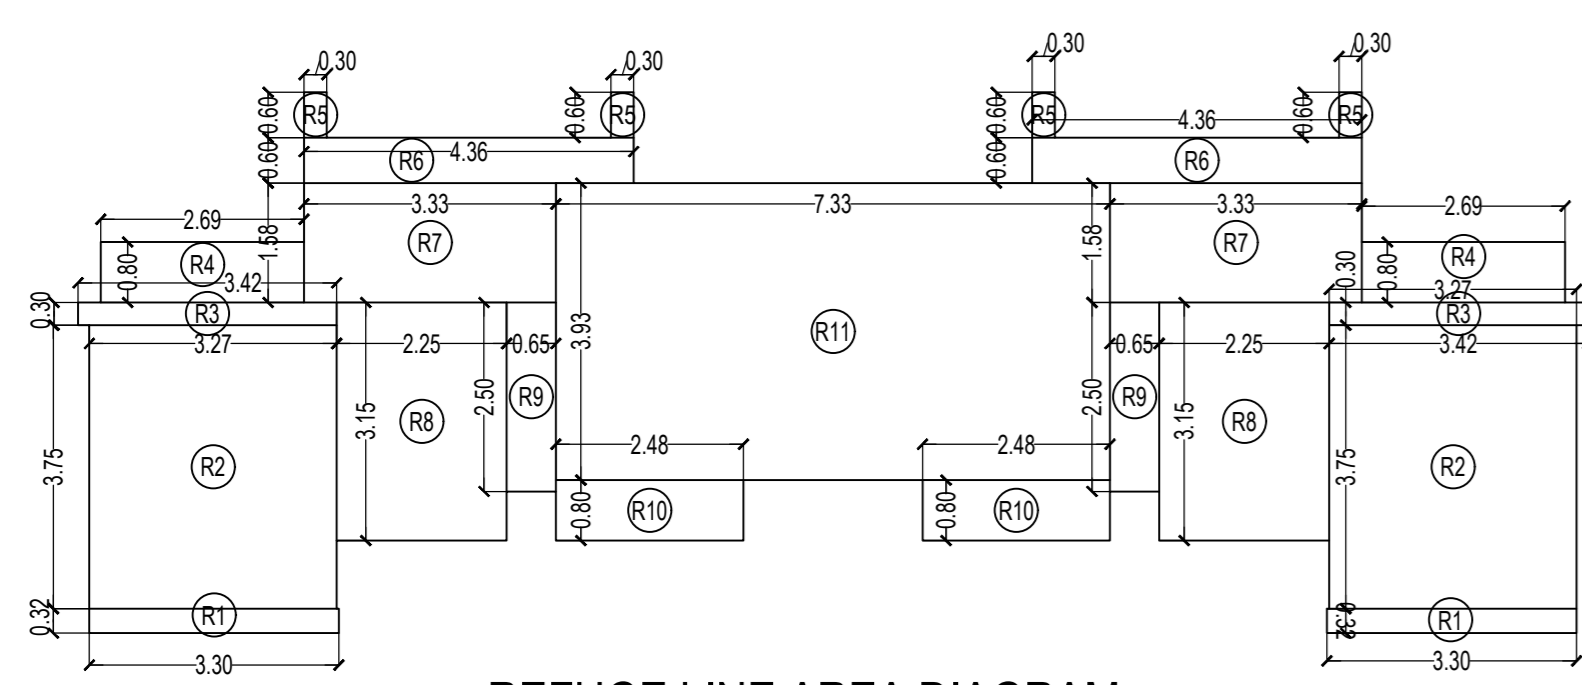 0.30 0.30 0.30 0.30
0.60 R5 0.60 R5 0.60 R5 0.60 R5
4.36
0.60 R6 4.36 0.60 R6
3.33 7.33 3.33
2.69 2.69
1.58 R7 1.58 R7
R4 0.80 R4 0.80 0.30
3.42 3.27
0.30 R3 R3
3.27 2.25 0.65 3.93 R11 0.65 2.25 3.42
2.50 R9 2.50 R9
3.15 R8 3.15 R8
2.48 2.48
3.75 R2 3.75 R2
0.80 R10 0.80 R10
0.32 R1 0.32 R1
3.30 3.30
REFUGE LINE AREA DIAGRAM